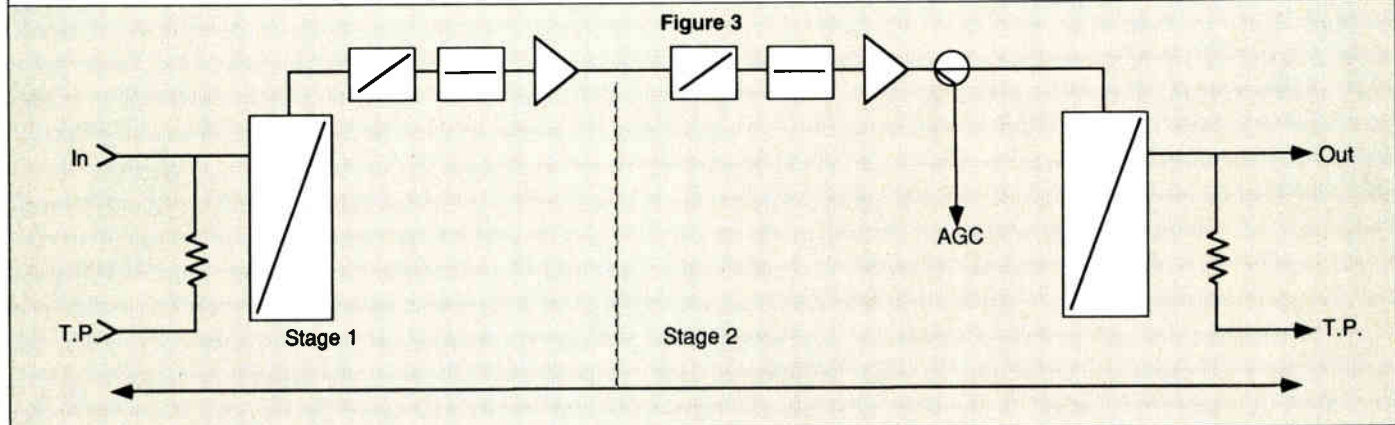 Figure 3
In
Out
AGC
T.P.
Stage 1
Stage 2
T.P.